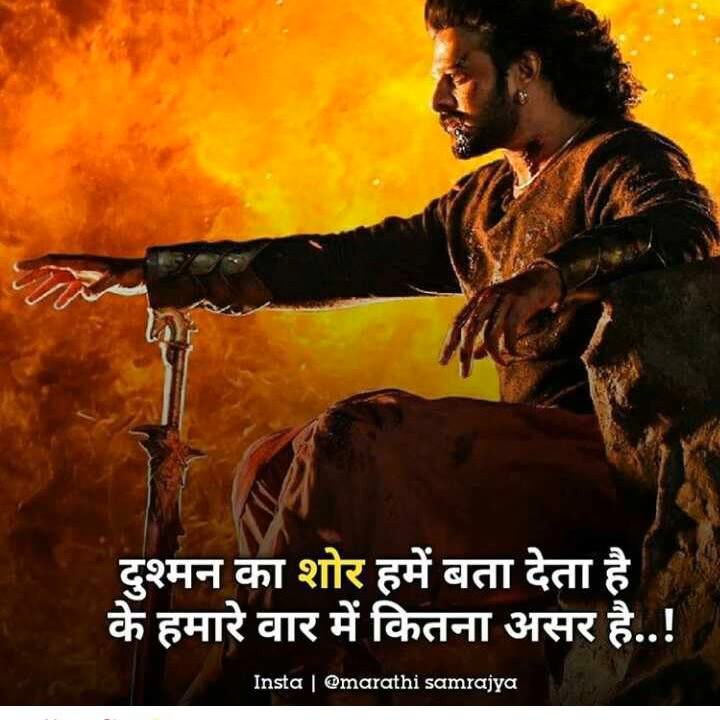 दुश्मन का शोर हमें बता देता है
के हमारे वार में कितना असर है..!
Insta | @marathi samrajya